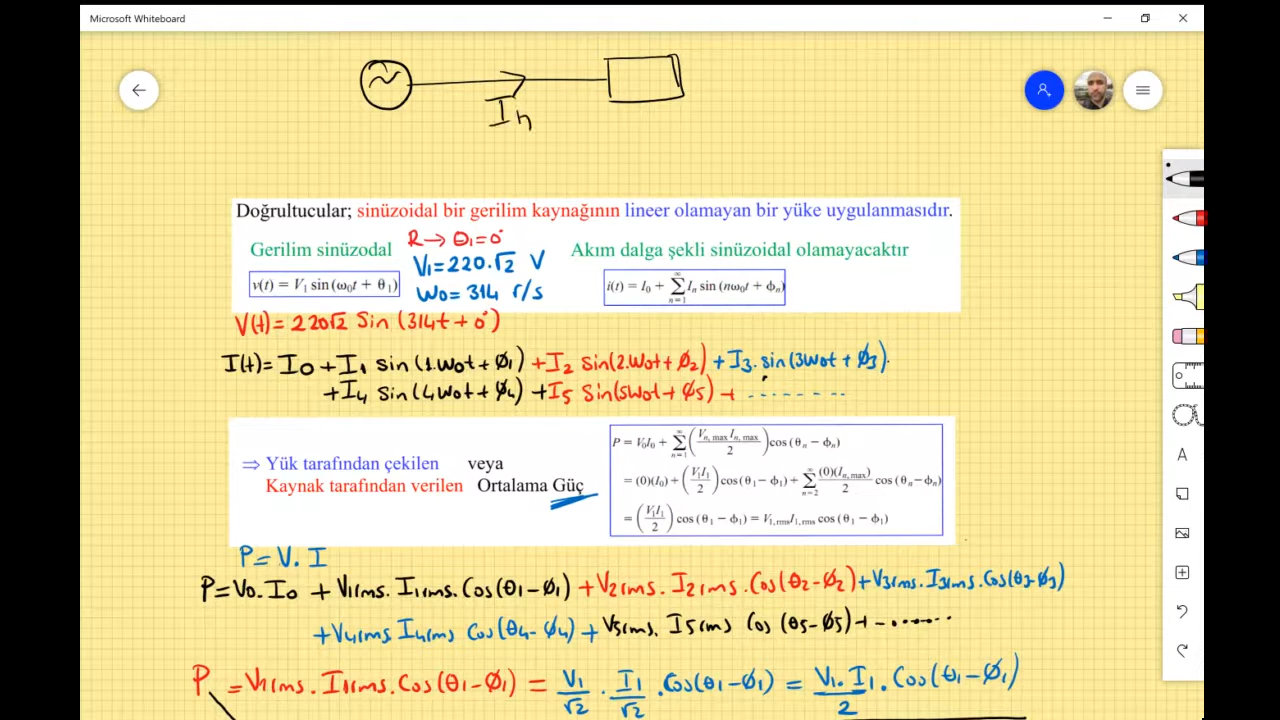 Microsoft Whiteboard
~
In
Doğrultucular; sinüzoidal bir gerilim kaynağının lineer olamayan bir yüke uygulanmasıdır.
Gerilim sinüzodal
R → θ1=0°
Akım dalga şekli sinüzoidal olamayacaktır
V1=220.√2 V
v(t) = V1 sin(ω0t + θ1)
i(t) = I0 + ∑_{n=1}^{∞} In sin (nω0t + ϕn)
W0=314 r/s
V(t)=220√2 Sin (314t+0°)
I(t)= I0 + I1 sin (1.W0t+Ø1) + I2 sin(2.W0t+Ø2) + I3.sin(3W0t+Ø3)
+I4 Sin(4W0t+Ø4) + I5 Sin(5W0t+Ø5) + ........
P = V0I0 + ∑_{n=1}^{∞} (Vn, max In, max / 2) cos (θn − ϕn)
⇒ Yük tarafından çekilen veya
Kaynak tarafından verilen Ortalama Güç
= (0)(I0) + (V1I1 / 2) cos (θ1 − ϕ1) + ∑_{n=2}^{∞} (0)(In,max) / 2 cos (θn − ϕn)
= (V1I1 / 2) cos (θ1 − ϕ1) = V1,rms I1,rms cos (θ1 − ϕ1)
P = V. I
P=V0.I0 + V1rms.I1rms.Cos(θ1−Ø1) + V2rms.I2rms.Cos(θ2−Ø2)+V3rms.I3rms.Cos(θ3−Ø3)
+V4rms I4rms Cos(θ4−Ø4) + V5rms. I5rms Cos (θ5−Ø5)+ −......
P = V1rms.I1rms.Cos(θ1−Ø1) = V1/√2 . I1/√2 .Cos(θ1−Ø1) = V1.I1/2 . Cos(θ1−Ø1)
A